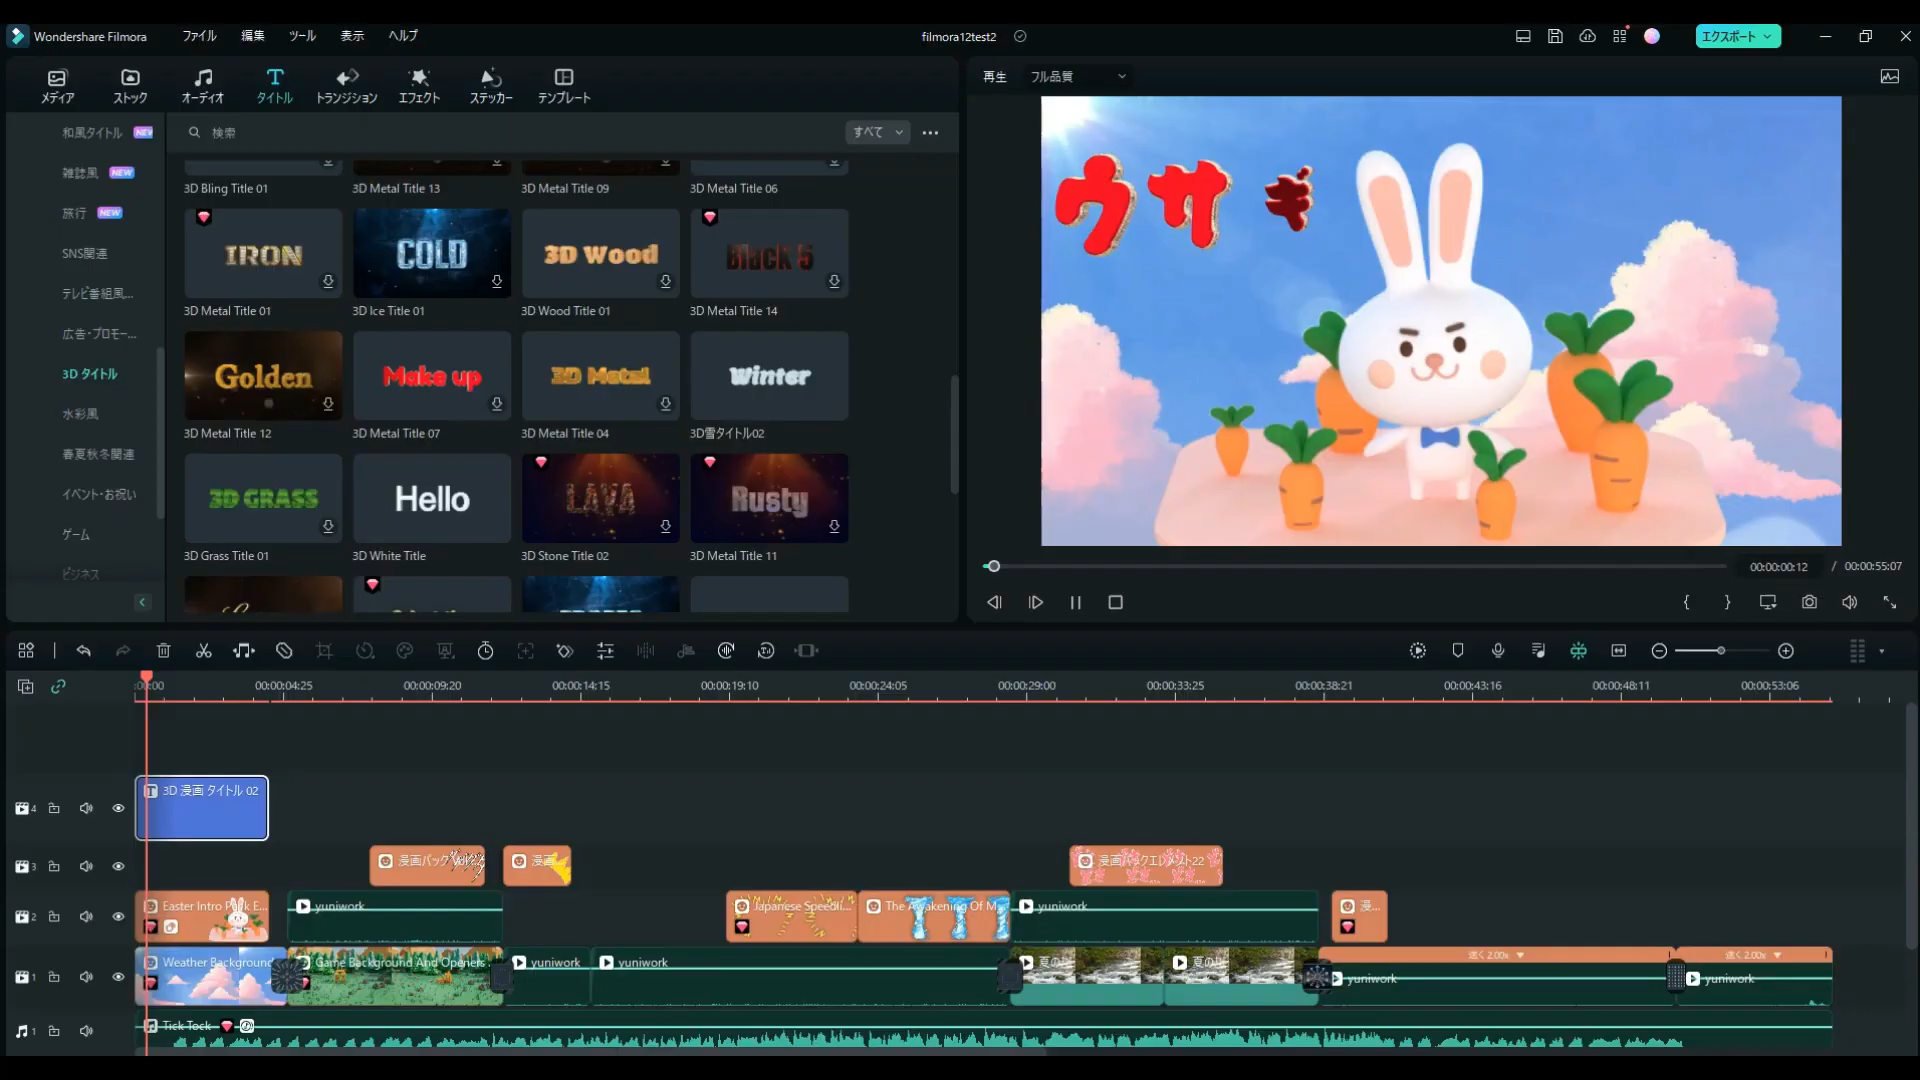 Wondershare Filmora
ファイル 編集 ツール 表示 ヘルプ
filmora12test2
エクスポート
メディア ストック オーディオ タイトル トランジション エフェクト ステッカー テンプレート
再生 フル品質
検索
すべて
和風タイトル NEW
雑誌風 NEW
旅行 NEW
SNS関連
テレビ番組風...
広告・プロモー...
3D タイトル
水彩風
春夏秋冬関連
イベント・お祝い
ゲーム
ビジネス
3D Bling Title 01
3D Metal Title 13
3D Metal Title 09
3D Metal Title 06
IRON
COLD
3D Wood
Black 5
3D Metal Title 01
3D Ice Title 01
3D Wood Title 01
3D Metal Title 14
Golden
Make up
3D Metal
Winter
3D Metal Title 12
3D Metal Title 07
3D Metal Title 04
3D雪タイトル02
3D GRASS
Hello
LAVA
Rusty
3D Grass Title 01
3D White Title
3D Stone Title 02
3D Metal Title 11
ウサギ
00:00:00:12 / 00:00:55:07
:00:00 00:00:04:25 00:00:09:20 00:00:14:15 00:00:19:10 00:00:24:05 00:00:29:00 00:00:33:25 00:00:38:21 00:00:43:16 00:00:48:11 00:00:53:06
4
3D 漫画 タイトル 02
3
漫画パック
漫画
漫画パックエレメント22
2
Easter Intro Pack E...
yuniwork
Japanese Speedli...
The Awakening Of M...
yuniwork
漫...
1
Weather Background
Game Background And Openers
yuniwork
yuniwork
夏の川
夏の川
速く 2.00x
yuniwork
速く 2.00x
yuniwork
1
Tick Tock